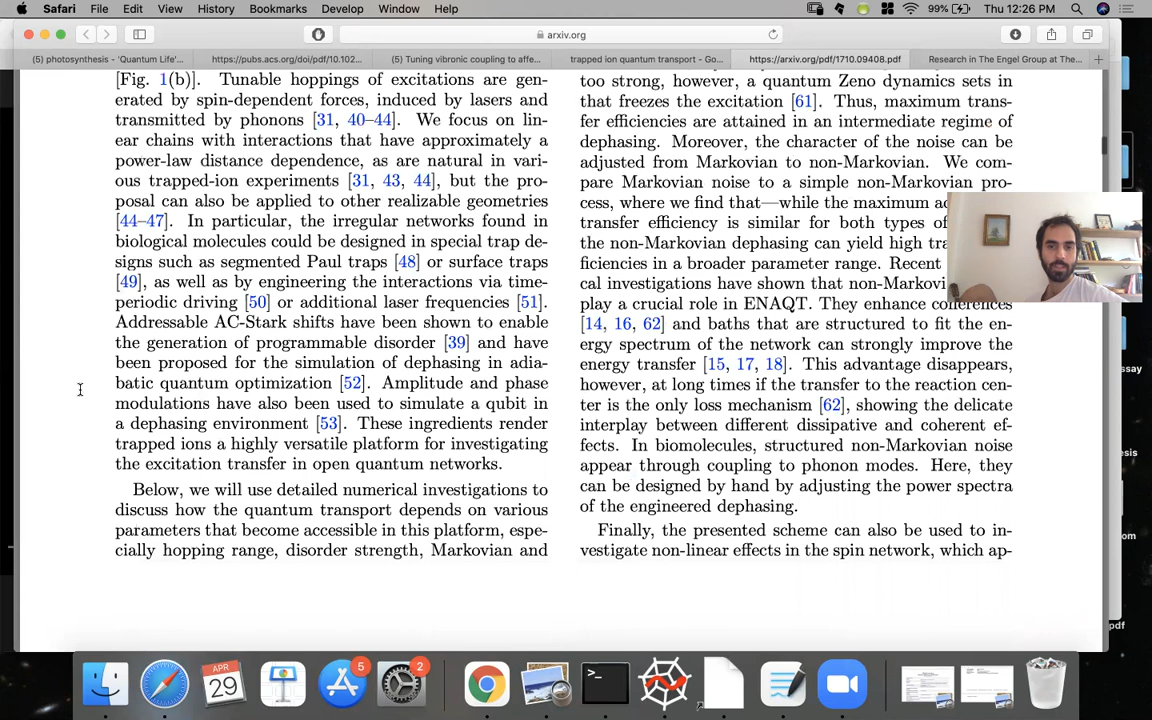 Safari File Edit View History Bookmarks Develop Window Help 99% Thu 12:26 PM
arxiv.org
(5) photosynthesis - 'Quantum Life'... https://pubs.acs.org/doi/pdf/10.102... (5) Tuning vibronic coupling to affe... trapped ion quantum transport - Go... https://arxiv.org/pdf/1710.09408.pdf Research in The Engel Group at The...
[Fig. 1(b)]. Tunable hoppings of excitations are gen-
erated by spin-dependent forces, induced by lasers and
transmitted by phonons [31, 40–44]. We focus on lin-
ear chains with interactions that have approximately a
power-law distance dependence, as are natural in vari-
ous trapped-ion experiments [31, 43, 44], but the pro-
posal can also be applied to other realizable geometries
[44–47]. In particular, the irregular networks found in
biological molecules could be designed in special trap de-
signs such as segmented Paul traps [48] or surface traps
[49], as well as by engineering the interactions via time-
periodic driving [50] or additional laser frequencies [51].
Addressable AC-Stark shifts have been shown to enable
the generation of programmable disorder [39] and have
been proposed for the simulation of dephasing in adia-
batic quantum optimization [52]. Amplitude and phase
modulations have also been used to simulate a qubit in
a dephasing environment [53]. These ingredients render
trapped ions a highly versatile platform for investigating
the excitation transfer in open quantum networks.
Below, we will use detailed numerical investigations to
discuss how the quantum transport depends on various
parameters that become accessible in this platform, espe-
cially hopping range, disorder strength, Markovian and
too strong, however, a quantum Zeno dynamics sets in
that freezes the excitation [61]. Thus, maximum trans-
fer efficiencies are attained in an intermediate regime of
dephasing. Moreover, the character of the noise can be
adjusted from Markovian to non-Markovian. We com-
pare Markovian noise to a simple non-Markovian pro-
cess, where we find that—while the maximum ac
transfer efficiency is similar for both types of
the non-Markovian dephasing can yield high tra
ficiencies in a broader parameter range. Recent
cal investigations have shown that non-Markovi
play a crucial role in ENAQT. They enhance coherences
[14, 16, 62] and baths that are structured to fit the en-
ergy spectrum of the network can strongly improve the
energy transfer [15, 17, 18]. This advantage disappears,
however, at long times if the transfer to the reaction cen-
ter is the only loss mechanism [62], showing the delicate
interplay between different dissipative and coherent ef-
fects. In biomolecules, structured non-Markovian noise
appear through coupling to phonon modes. Here, they
can be designed by hand by adjusting the power spectra
of the engineered dephasing.
Finally, the presented scheme can also be used to in-
vestigate non-linear effects in the spin network, which ap-
essay
esis
om
pdf
APR
29
5
2